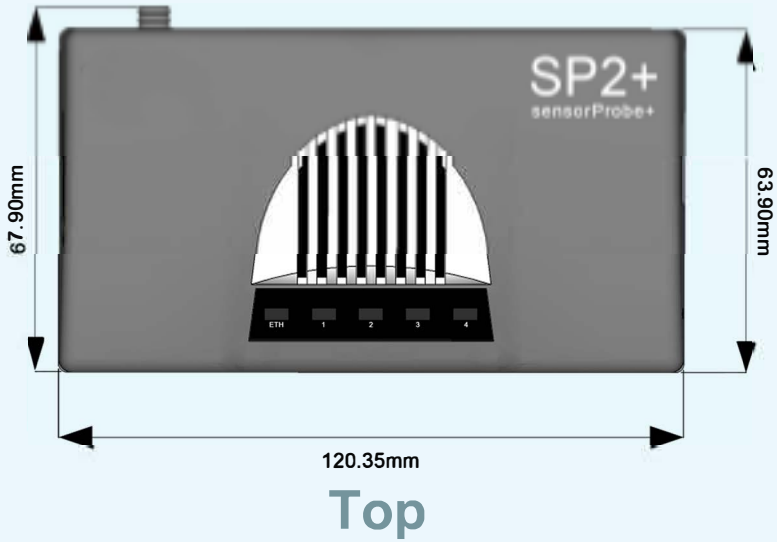 SP2+
sensorProbe+
67.90mm
63.90mm
ETH 1 2 3 4
120.35mm
Top